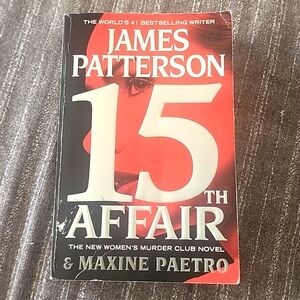 THE WORLD'S #1 BESTSELLING WRITER
JAMES
PATTERSON
15TH
AFFAIR
THE NEW WOMEN'S MURDER CLUB NOVEL
& MAXINE PAETRO